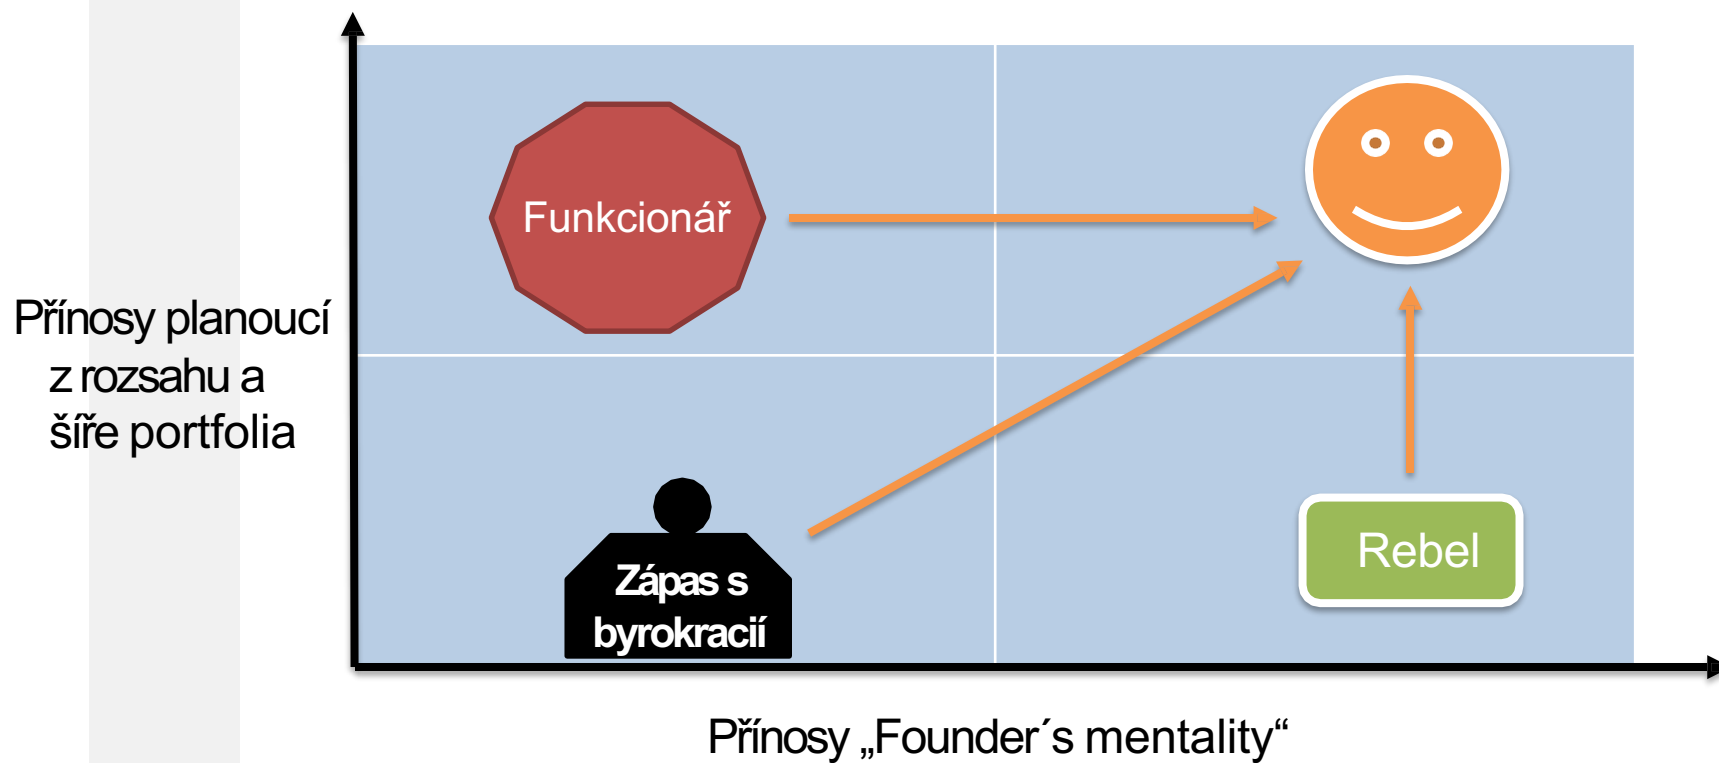 Funkcionář
Přínosy planoucí
z rozsahu a
šíře portfolia
Zápas s
byrokracií
Rebel
Přínosy „Founder´s mentality“